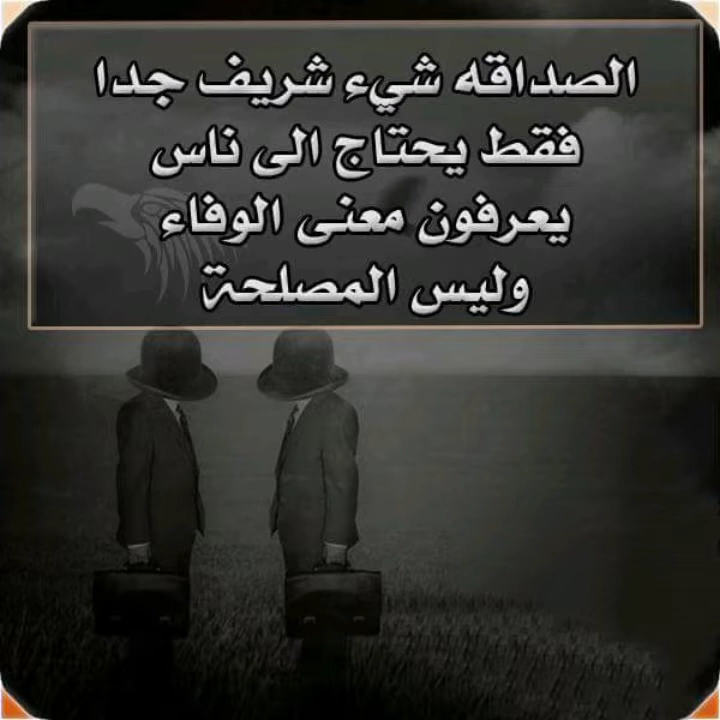 الصداقه شيء شريف جدا
فقط يحتاج الى ناس
يعرفون معنى الوفاء
وليس المصلحة